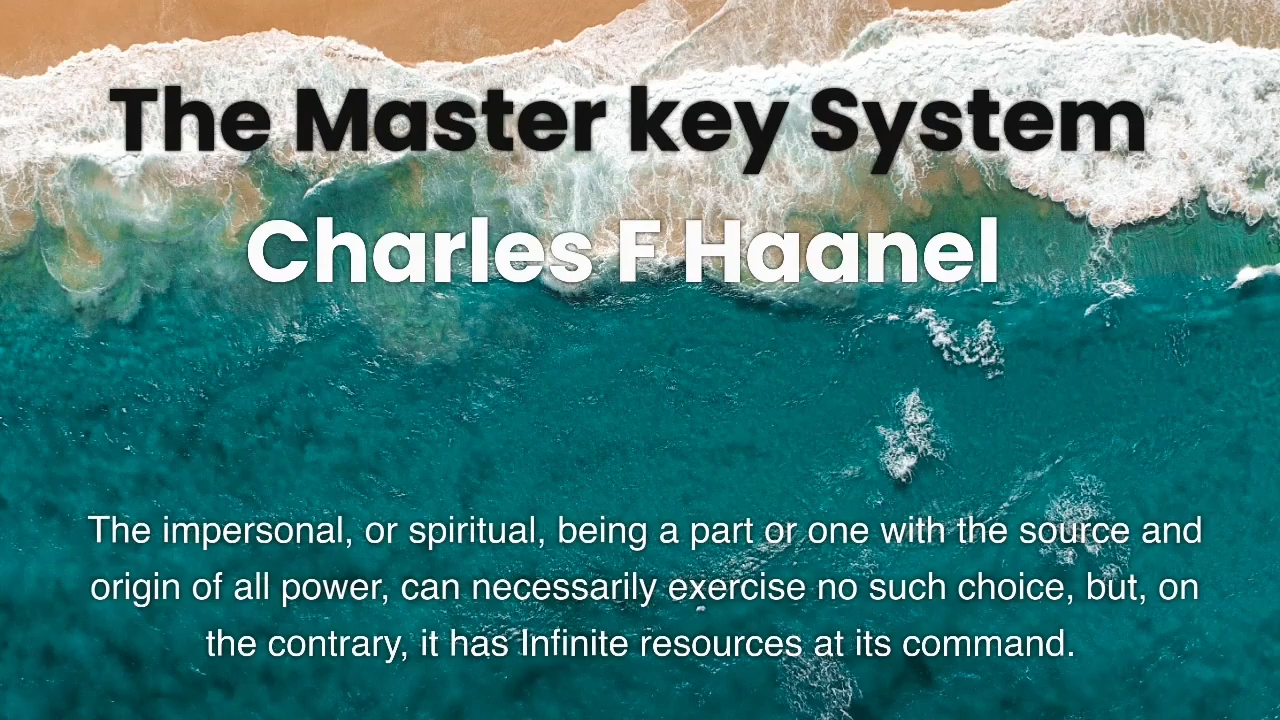 The Master key System
Charles F Haanel
The impersonal, or spiritual, being a part or one with the source and
origin of all power, can necessarily exercise no such choice, but, on
the contrary, it has Infinite resources at its command.